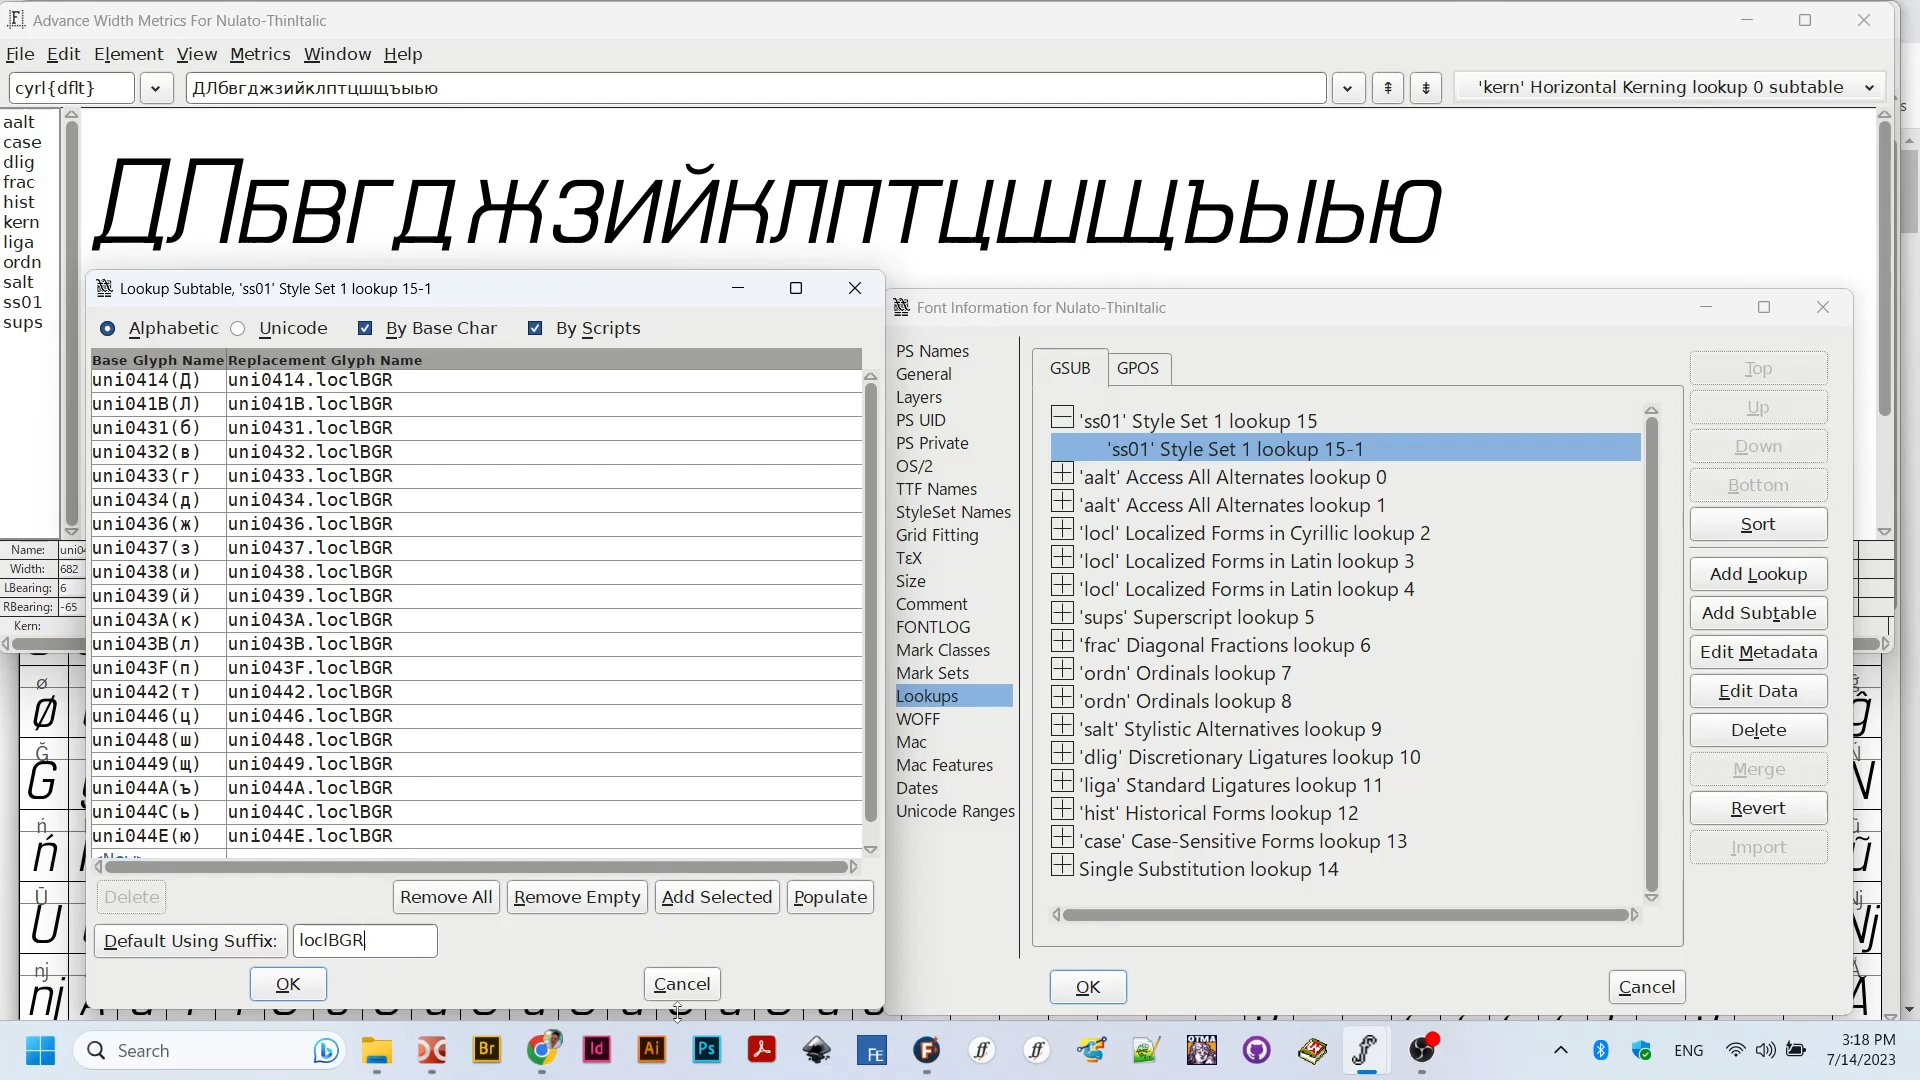 Advance Width Metrics For Nulato-ThinItalic
File Edit Element View Metrics Window Help
cyrl{dflt}
ДЛбвгджзийклптцшщъыью
'kern' Horizontal Kerning lookup 0 subtable
aalt
case
dlig
frac
hist
kern
liga
ordn
salt
ss01
sups
ДЛбвгджзийклптцшщъыью
Name:
Width: 682
LBearing: 6
RBearing: -65
Kern:
Lookup Subtable, 'ss01' Style Set 1 lookup 15-1
Alphabetic Unicode By Base Char By Scripts
Base Glyph Name Replacement Glyph Name
uni0414(Д) uni0414.loclBGR
uni041B(Л) uni041B.loclBGR
uni0431(б) uni0431.loclBGR
uni0432(в) uni0432.loclBGR
uni0433(г) uni0433.loclBGR
uni0434(д) uni0434.loclBGR
uni0436(ж) uni0436.loclBGR
uni0437(з) uni0437.loclBGR
uni0438(и) uni0438.loclBGR
uni0439(й) uni0439.loclBGR
uni043A(к) uni043A.loclBGR
uni043B(л) uni043B.loclBGR
uni043F(п) uni043F.loclBGR
uni0442(т) uni0442.loclBGR
uni0446(ц) uni0446.loclBGR
uni0448(ш) uni0448.loclBGR
uni0449(щ) uni0449.loclBGR
uni044A(ъ) uni044A.loclBGR
uni044C(ь) uni044C.loclBGR
uni044E(ю) uni044E.loclBGR
Delete Remove All Remove Empty Add Selected Populate
Default Using Suffix: loclBGR
OK Cancel
Font Information for Nulato-ThinItalic
PS Names
General
Layers
PS UID
PS Private
OS/2
TTF Names
StyleSet Names
Grid Fitting
TεX
Size
Comment
FONTLOG
Mark Classes
Mark Sets
Lookups
WOFF
Mac
Mac Features
Dates
Unicode Ranges
GSUB GPOS
'ss01' Style Set 1 lookup 15
'ss01' Style Set 1 lookup 15-1
'aalt' Access All Alternates lookup 0
'aalt' Access All Alternates lookup 1
'locl' Localized Forms in Cyrillic lookup 2
'locl' Localized Forms in Latin lookup 3
'locl' Localized Forms in Latin lookup 4
'sups' Superscript lookup 5
'frac' Diagonal Fractions lookup 6
'ordn' Ordinals lookup 7
'ordn' Ordinals lookup 8
'salt' Stylistic Alternatives lookup 9
'dlig' Discretionary Ligatures lookup 10
'liga' Standard Ligatures lookup 11
'hist' Historical Forms lookup 12
'case' Case-Sensitive Forms lookup 13
Single Substitution lookup 14
Top
Up
Down
Bottom
Sort
Add Lookup
Add Subtable
Edit Metadata
Edit Data
Delete
Merge
Revert
Import
OK Cancel
ø
ø
Ğ
ń
ń
Ū
nj
nj
Search
Br Id Ai Ps FE ff ff OTMA
ENG
3:18 PM
7/14/2023